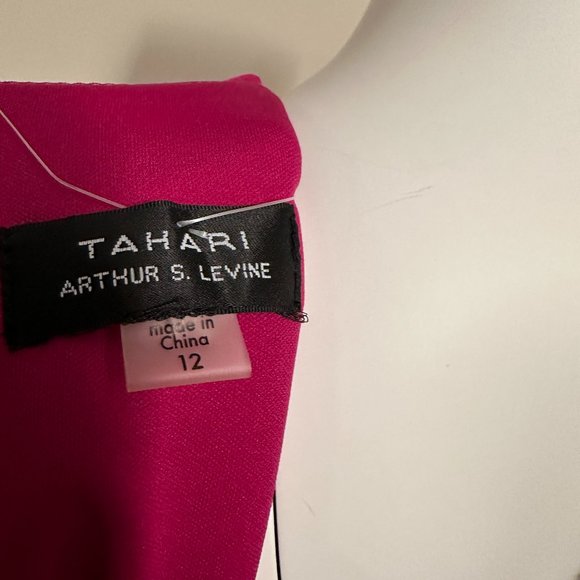 TAHARI
ARTHUR S. LEVINE
made in
China
12